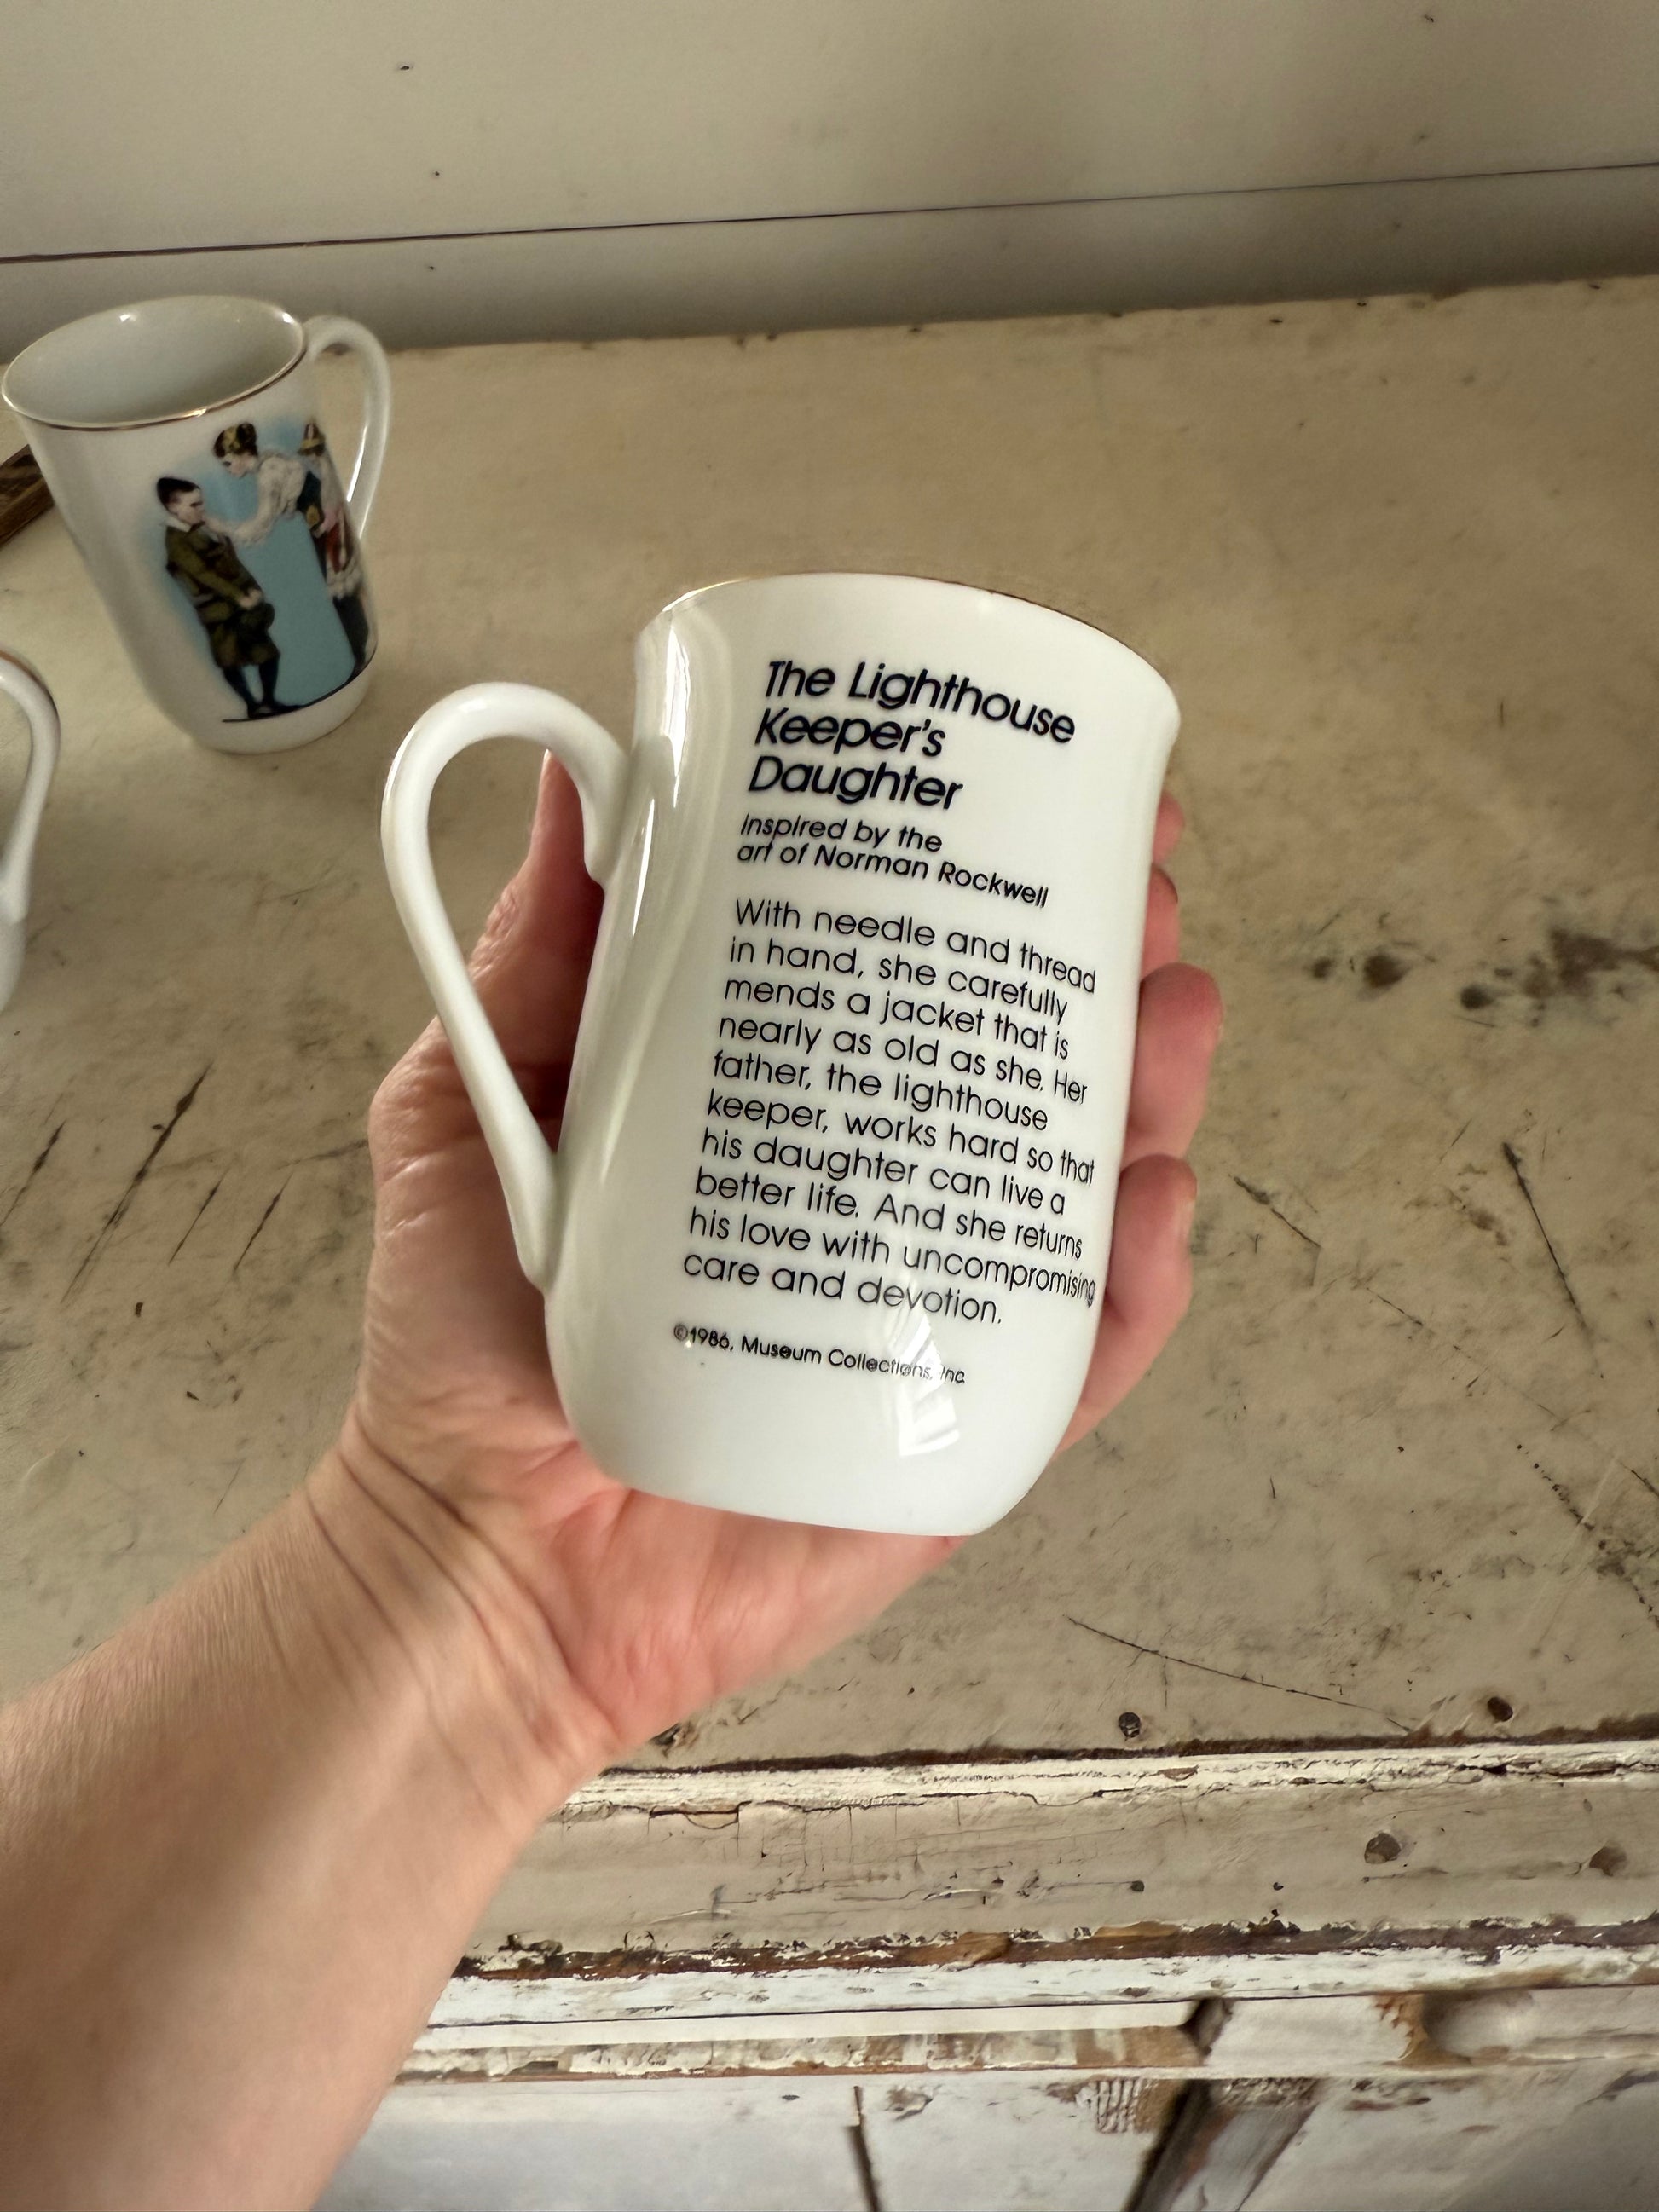 The Lighthouse
Keeper's
Daughter
inspired by the
art of Norman Rockwell
With needle and thread
in hand, she carefully
mends a jacket that is
nearly as old as she. Her
father, the lighthouse
keeper, works hard so that
his daughter can live a
better life. And she returns
his love with uncompromising
care and devotion.
©1986, Museum Collections, Inc.